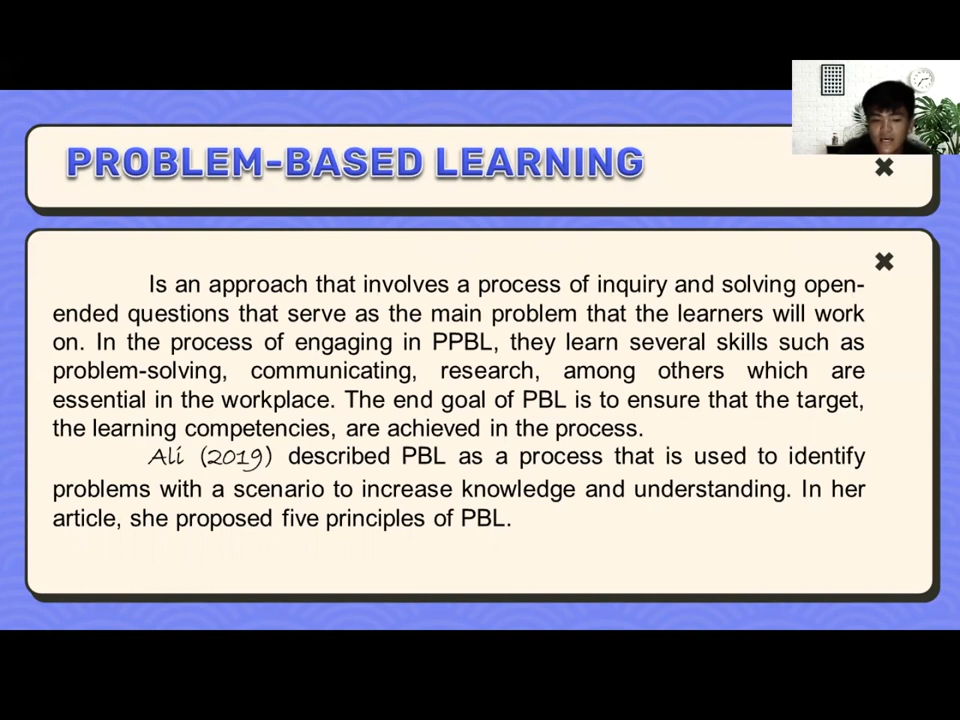 PROBLEM-BASED LEARNING
Is an approach that involves a process of inquiry and solving open-
ended questions that serve as the main problem that the learners will work
on. In the process of engaging in PPBL, they learn several skills such as
problem-solving, communicating, research, among others which are
essential in the workplace. The end goal of PBL is to ensure that the target,
the learning competencies, are achieved in the process.
Ali (2019) described PBL as a process that is used to identify
problems with a scenario to increase knowledge and understanding. In her
article, she proposed five principles of PBL.